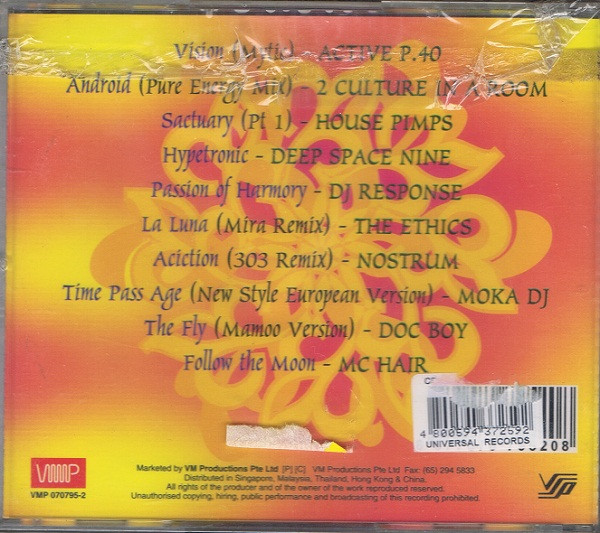 Vision (Mytic) - ACTIVE P.40
Android (Pure Energy Mix) - 2 CULTURE IN A ROOM
Sactuary (Pt 1) - HOUSE PIMPS
Hypetronic - DEEP SPACE NINE
Passion of Harmony - DJ RESPONSE
La Luna (Mira Remix) - THE ETHICS
Aciction (303 Remix) - NOSTRUM
Time Pass Age (New Style European Version) - MOKA DJ
The Fly (Mamoo Version) - DOC BOY
Follow the Moon - MC HAIR
4 800594 372592
UNIVERSAL RECORDS
VMP
VMP 070795-2
Marketed by VM Productions Pte Ltd [P] [C] VM Productions Pte Ltd Fax: (65) 294 5833
Distributed in Singapore, Malaysia, Thailand, Hong Kong & China.
All rights of the producer and of the owner of the work reproduced reserved.
Unauthorised copying, hiring, public performance and broadcasting of this recording prohibited.